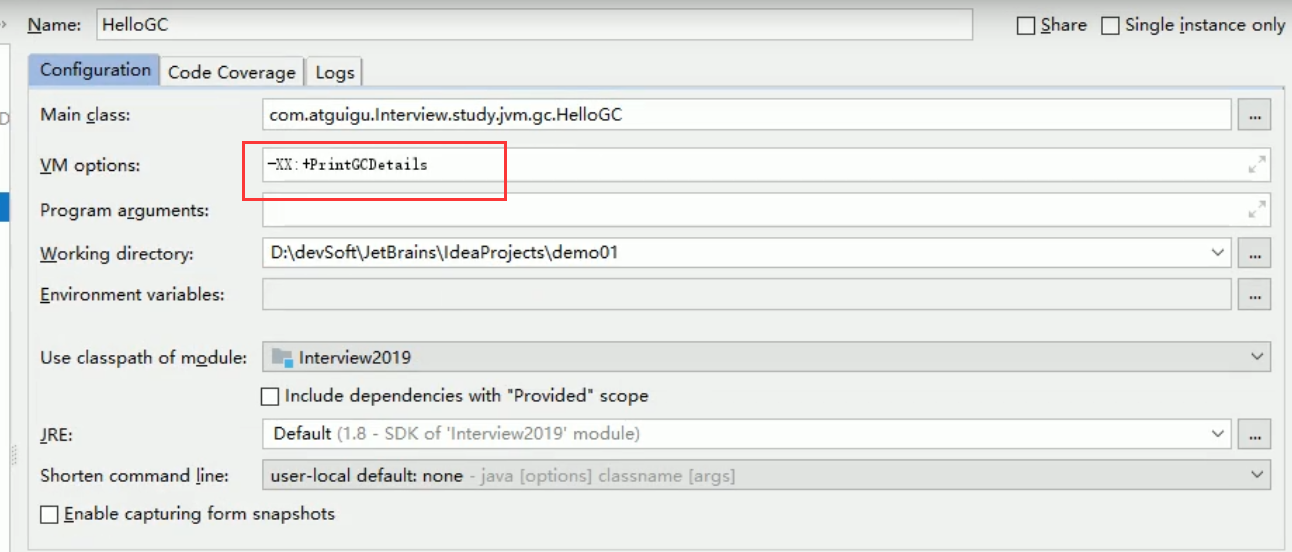 Name: HelloGC Share Single instance only
Configuration Code Coverage Logs
D
Main class: com.atguigu.Interview.study.jvm.gc.HelloGC ...
VM options: -XX:+PrintGCDetails
Program arguments:
Working directory: D:\devSoft\JetBrains\IdeaProjects\demo01 ...
Environment variables: ...
Use classpath of module: Interview2019
Include dependencies with "Provided" scope
JRE: Default (1.8 - SDK of 'Interview2019' module) ...
Shorten command line: user-local default: none - java [options] classname [args]
Enable capturing form snapshots